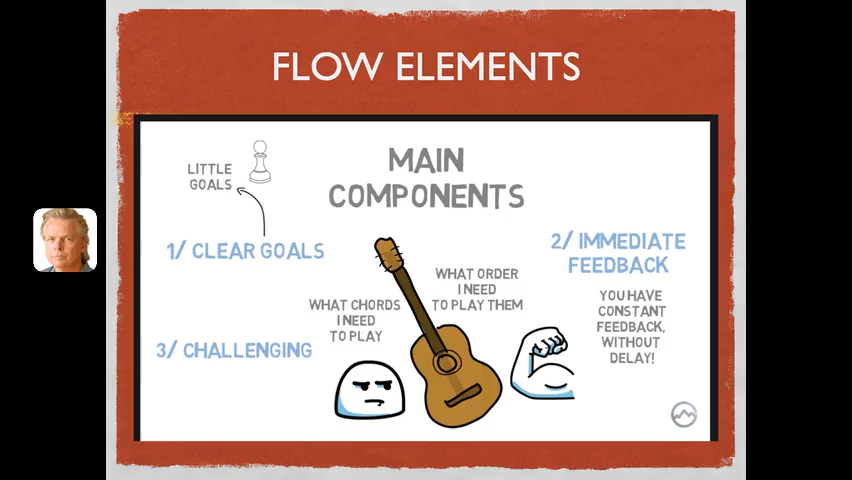 FLOW ELEMENTS
MAIN
COMPONENTS
LITTLE
GOALS
1/ CLEAR GOALS
WHAT CHORDS
I NEED
TO PLAY
WHAT ORDER
I NEED
TO PLAY THEM
2/ IMMEDIATE
FEEDBACK
YOU HAVE
CONSTANT
FEEDBACK,
WITHOUT
DELAY!
3/ CHALLENGING